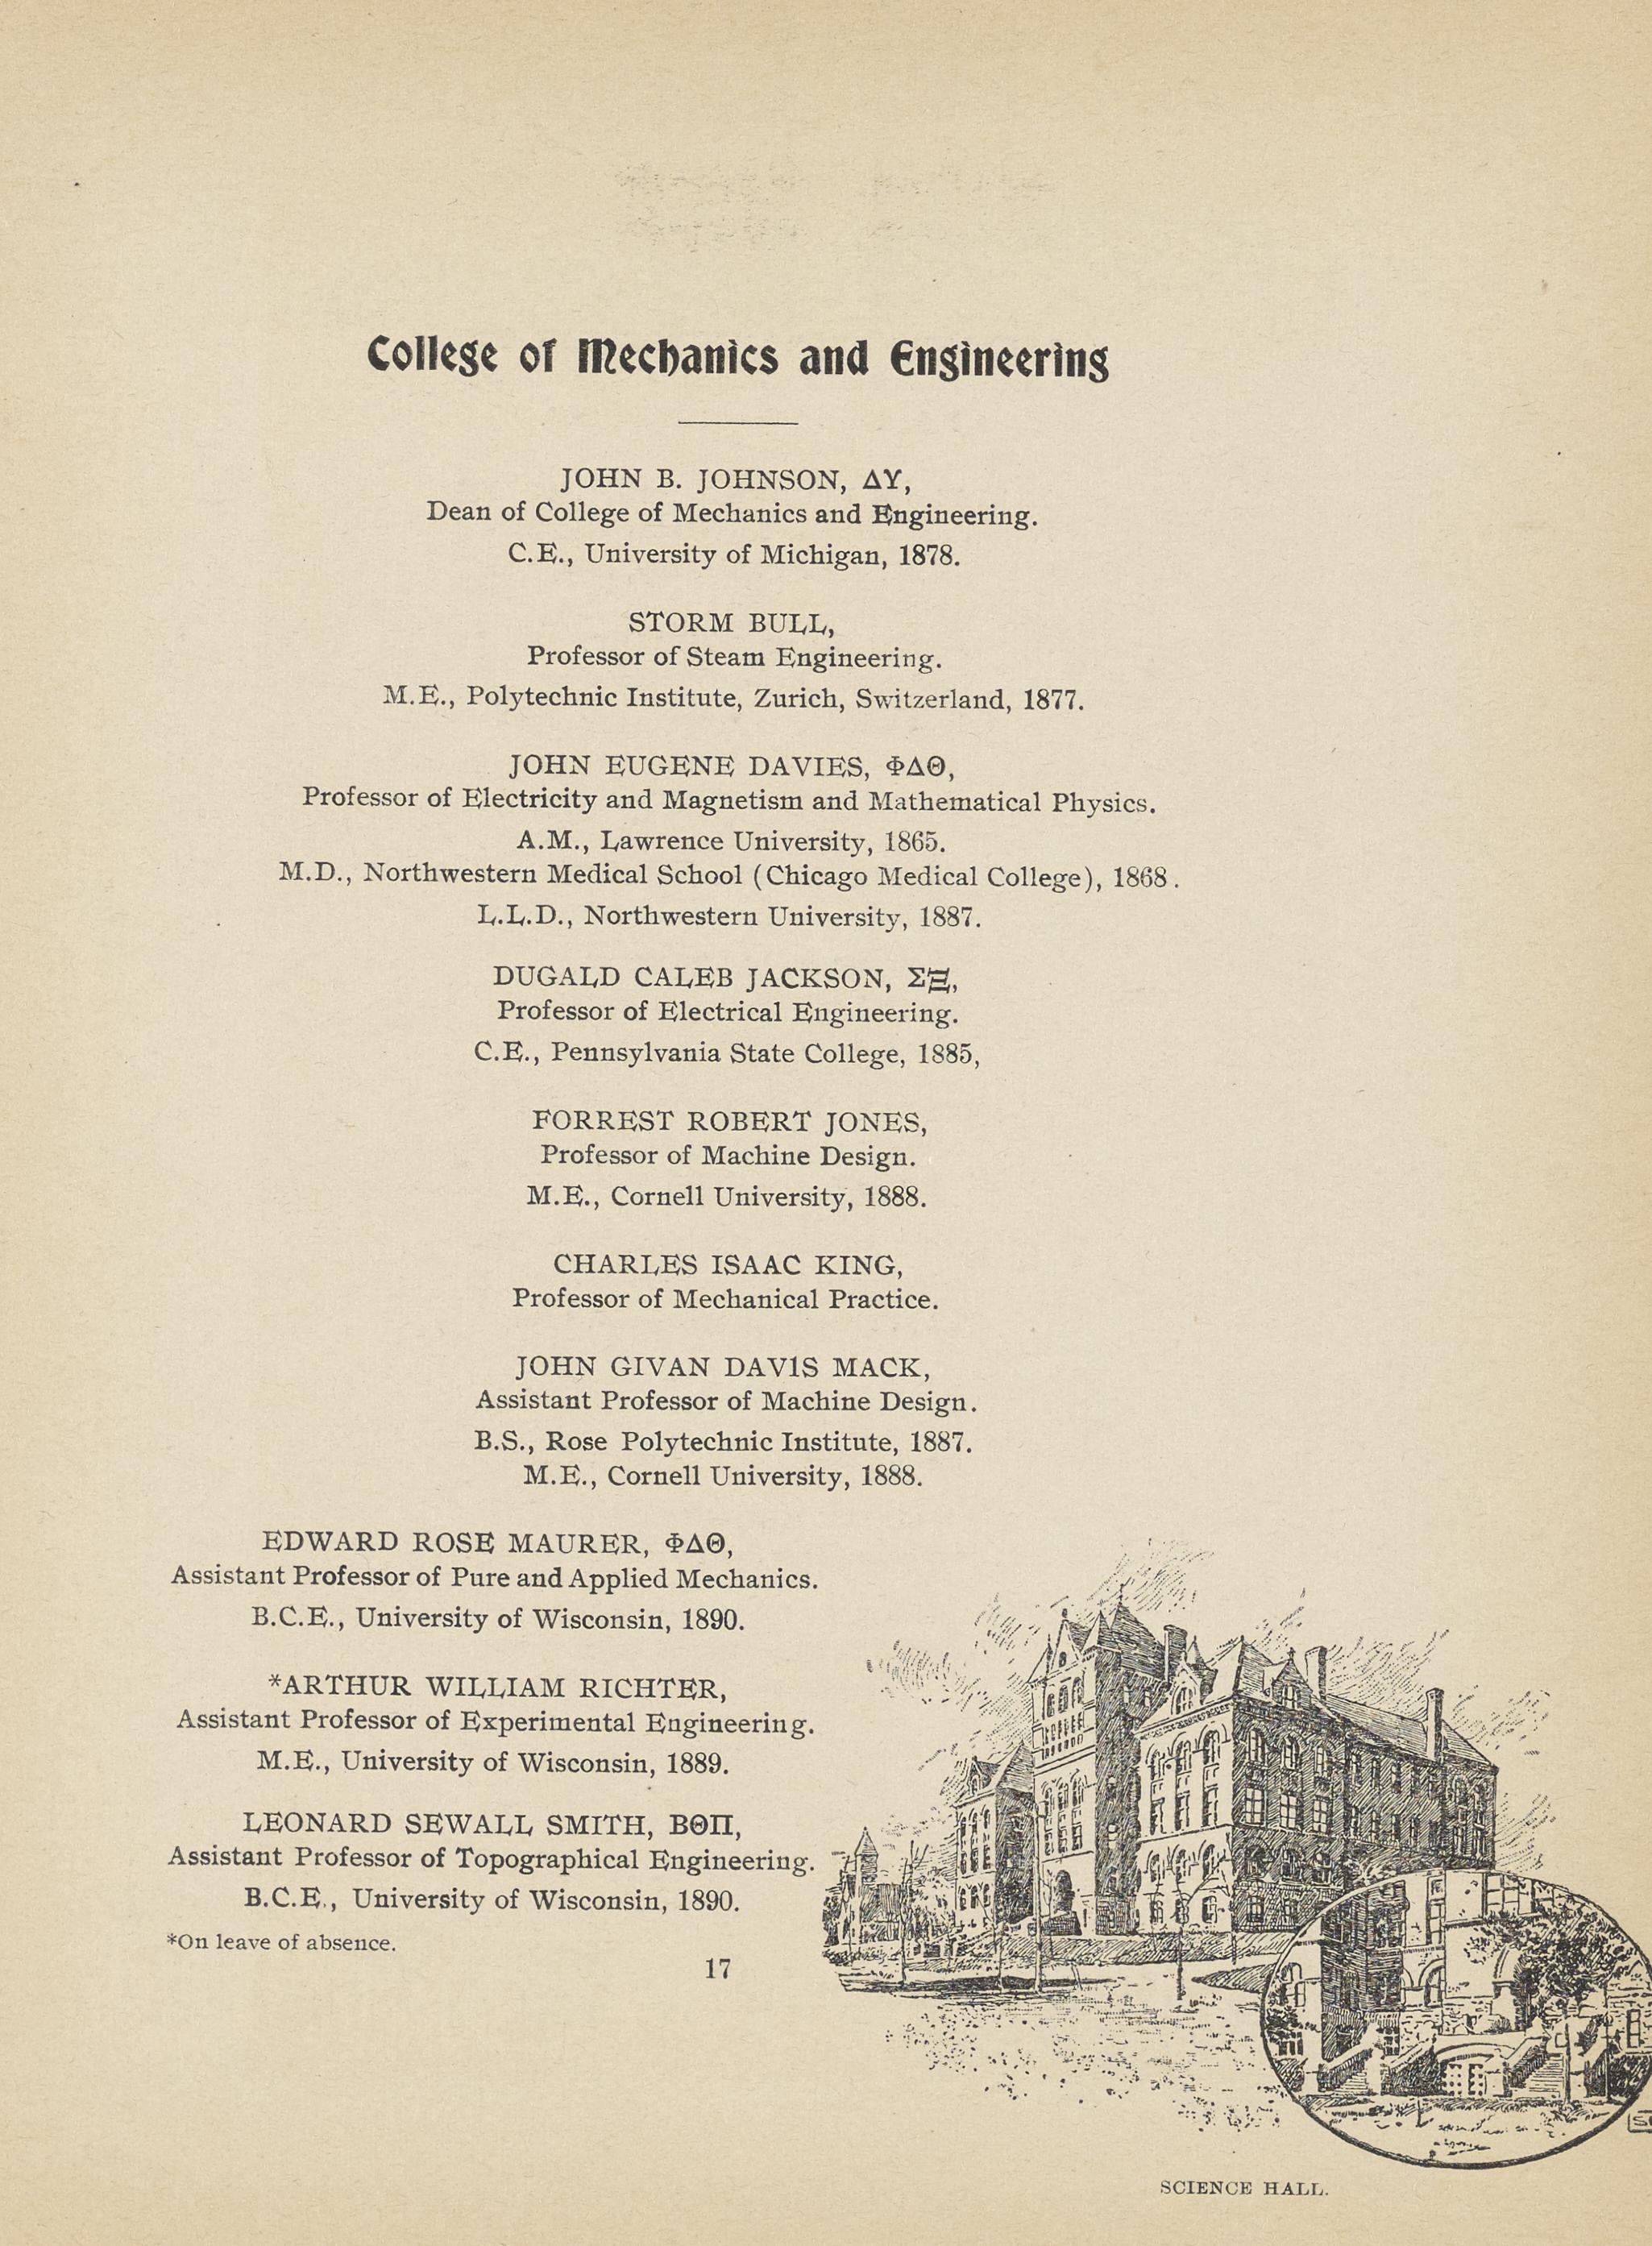 College of Mechanics and Engineering
JOHN B. JOHNSON, ΔΥ,
Dean of College of Mechanics and Engineering.
C.E., University of Michigan, 1878.
STORM BULL,
Professor of Steam Engineering.
M.E., Polytechnic Institute, Zurich, Switzerland, 1877.
JOHN EUGENE DAVIES, ΦΔΘ,
Professor of Electricity and Magnetism and Mathematical Physics.
A.M., Lawrence University, 1865.
M.D., Northwestern Medical School (Chicago Medical College), 1868.
L.L.D., Northwestern University, 1887.
DUGALD CALEB JACKSON, ΣΞ,
Professor of Electrical Engineering.
C.E., Pennsylvania State College, 1885,
FORREST ROBERT JONES,
Professor of Machine Design.
M.E., Cornell University, 1888.
CHARLES ISAAC KING,
Professor of Mechanical Practice.
JOHN GIVAN DAV1S MACK,
Assistant Professor of Machine Design.
B.S., Rose Polytechnic Institute, 1887.
M.E., Cornell University, 1888.
EDWARD ROSE MAURER, ΦΔΘ,
Assistant Professor of Pure and Applied Mechanics.
B.C.E., University of Wisconsin, 1890.
*ARTHUR WILLIAM RICHTER,
Assistant Professor of Experimental Engineering.
M.E., University of Wisconsin, 1889.
LEONARD SEWALL SMITH, ΒΘΠ,
Assistant Professor of Topographical Engineering.
B.C.E., University of Wisconsin, 1890.
*On leave of absence.
17
SCIENCE HALL.